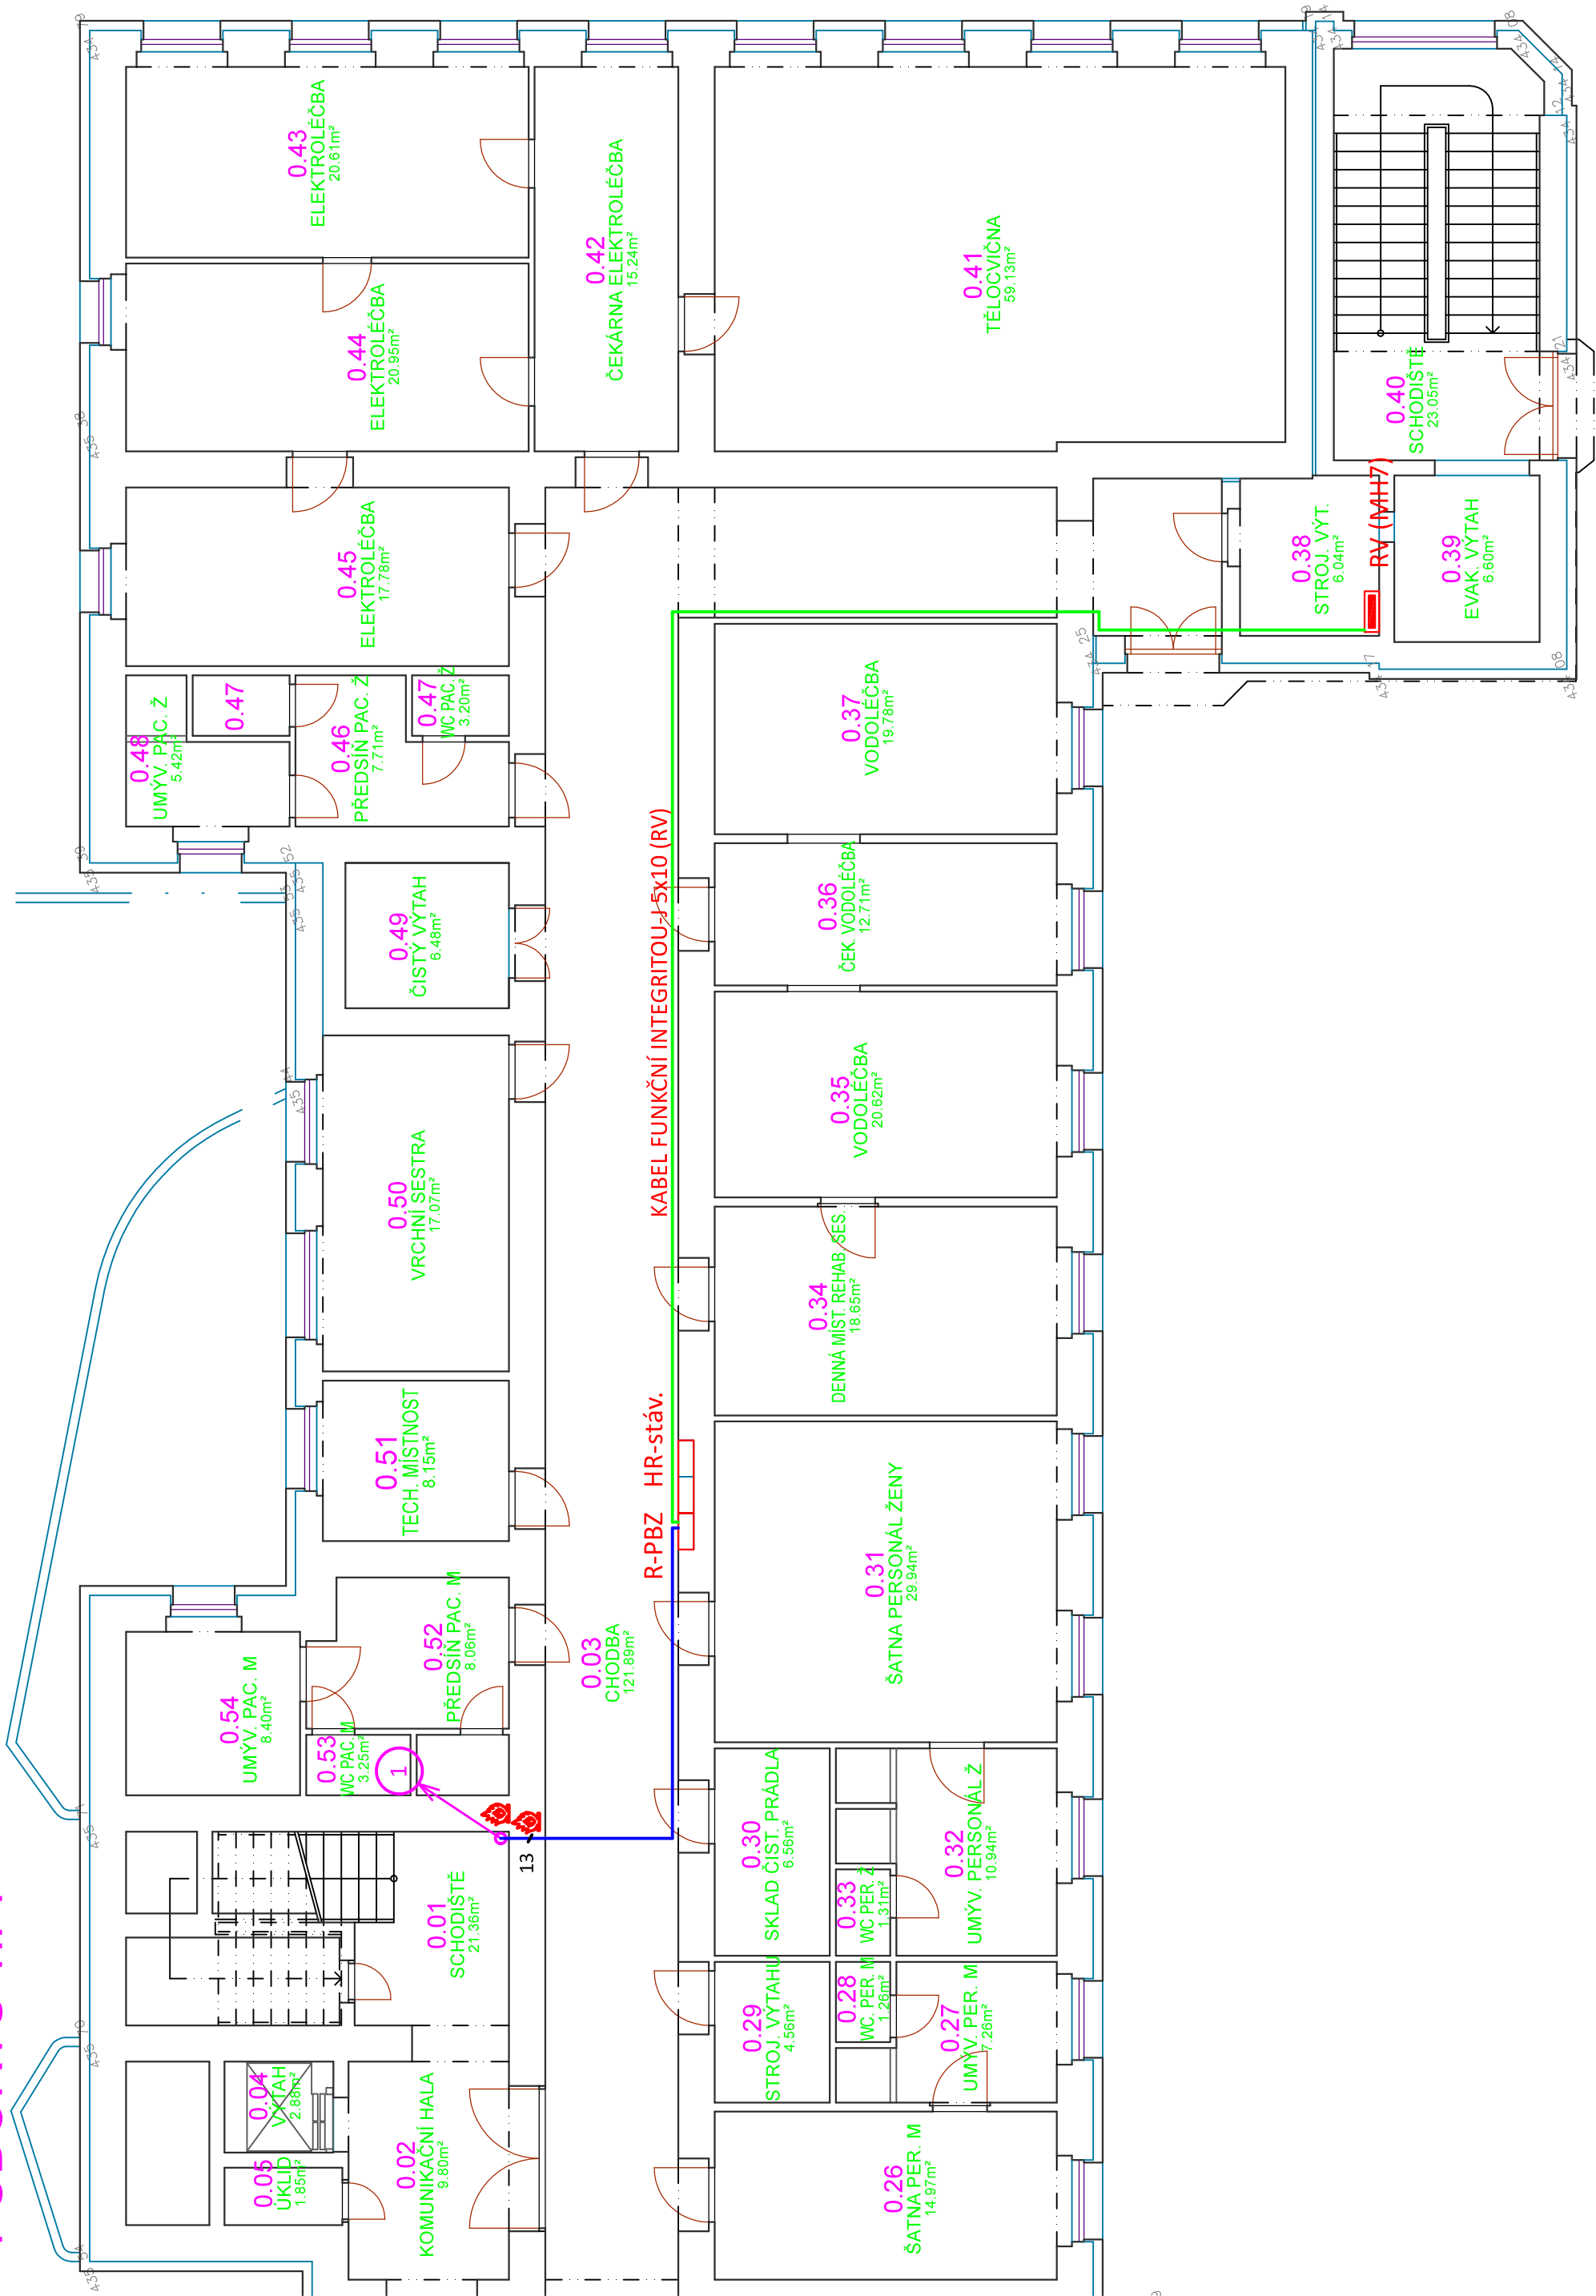 0.43
ELEKTROLÉČBA
20.61m²
0.44
ELEKTROLÉČBA
20.95m²
0.42
ČEKÁRNA ELEKTROLÉČBA
15.24m²
0.41
TĚLOCVIČNA
59.13m²
0.40
SCHODIŠTĚ
23.05m²
0.45
ELEKTROLÉČBA
17.78m²
0.38
STROJ. VÝT.
6.04m²
RV (MH7)
0.39
EVAK. VÝTAH
6.60m²
0.48
UMÝV. PAC. Ž
5.42m²
0.47
0.46
PŘEDSÍŇ PAC. Ž
7.71m²
0.47
WC PAC. Ž
3.20m²
0.37
VODOLÉČBA
19.78m²
0.49
ČISTÝ VÝTAH
6.48m²
KABEL FUNKČNÍ INTEGRITOU-J 5x10 (RV)
0.36
ČEK. VODOLÉČBA
12.71m²
0.50
VRCHNÍ SESTRA
17.07m²
0.35
VODOLÉČBA
20.62m²
0.34
DENNÁ MÍST. REHAB. SES.
18.65m²
0.51
TECH. MÍSTNOST
8.15m²
R-PBZ HR-stáv.
0.31
ŠATNA PERSONÁL ŽENY
29.94m²
0.54
UMÝV. PAC. M
8.40m²
0.52
PŘEDSÍŇ PAC. M
8.06m²
0.53
WC PAC. M
3.25m²
1
0.03
CHODBA
121.89m²
13
0.01
SCHODIŠTĚ
21.36m²
0.30
SKLAD ČIST. PRÁDLA
6.56m²
0.33
WC PER. Ž
1.31m²
0.32
UMÝV. PERSONÁL Ž
10.94m²
0.29
STROJ. VÝTAHU
4.56m²
0.28
WC. PER. M
1.26m²
0.27
UMÝV. PER. M
7.26m²
0.04
VÝTAH
2.88m²
0.05
ÚKLID
1.85m²
0.02
KOMUNIKAČNÍ HALA
9.80m²
0.26
ŠATNA PER. M
14.97m²